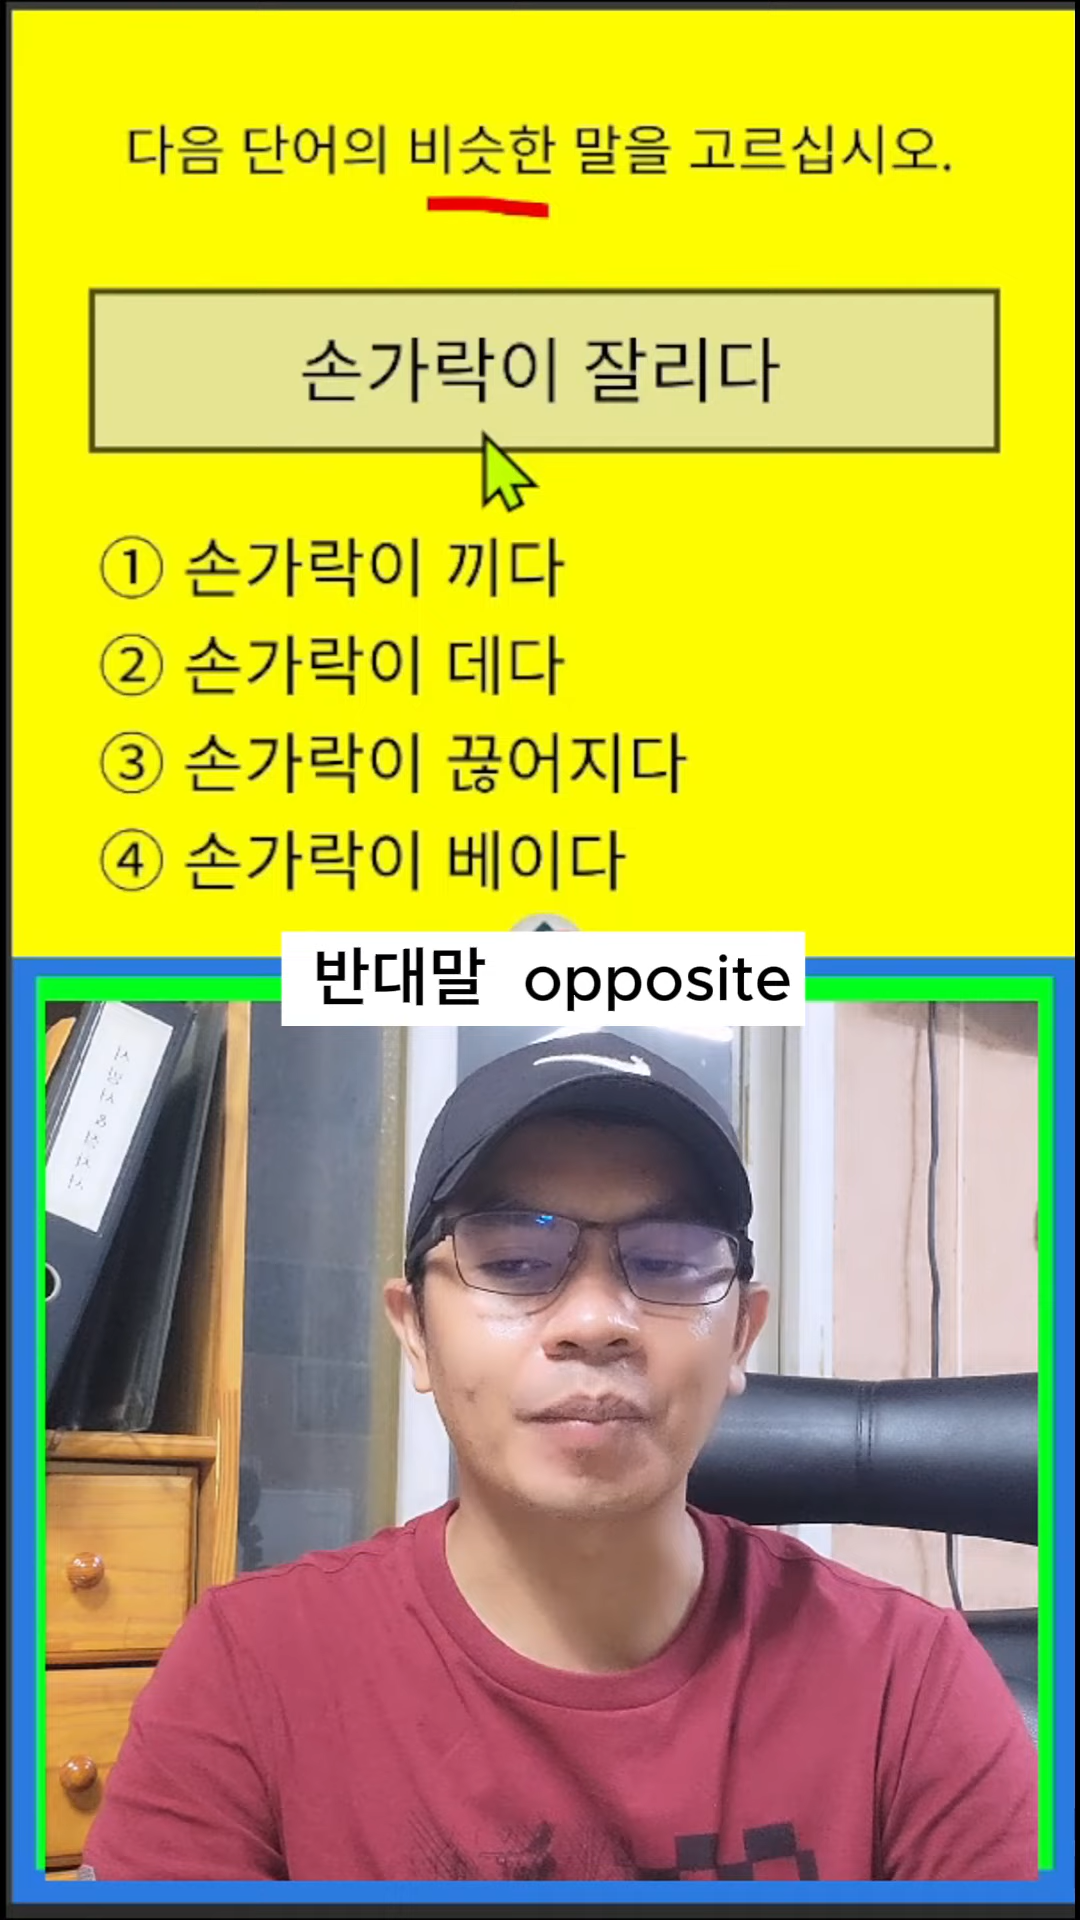 다음 단어의 비슷한 말을 고르십시오.
손가락이 잘리다
① 손가락이 끼다
② 손가락이 데다
③ 손가락이 끊어지다
④ 손가락이 베이다
반대말 opposite